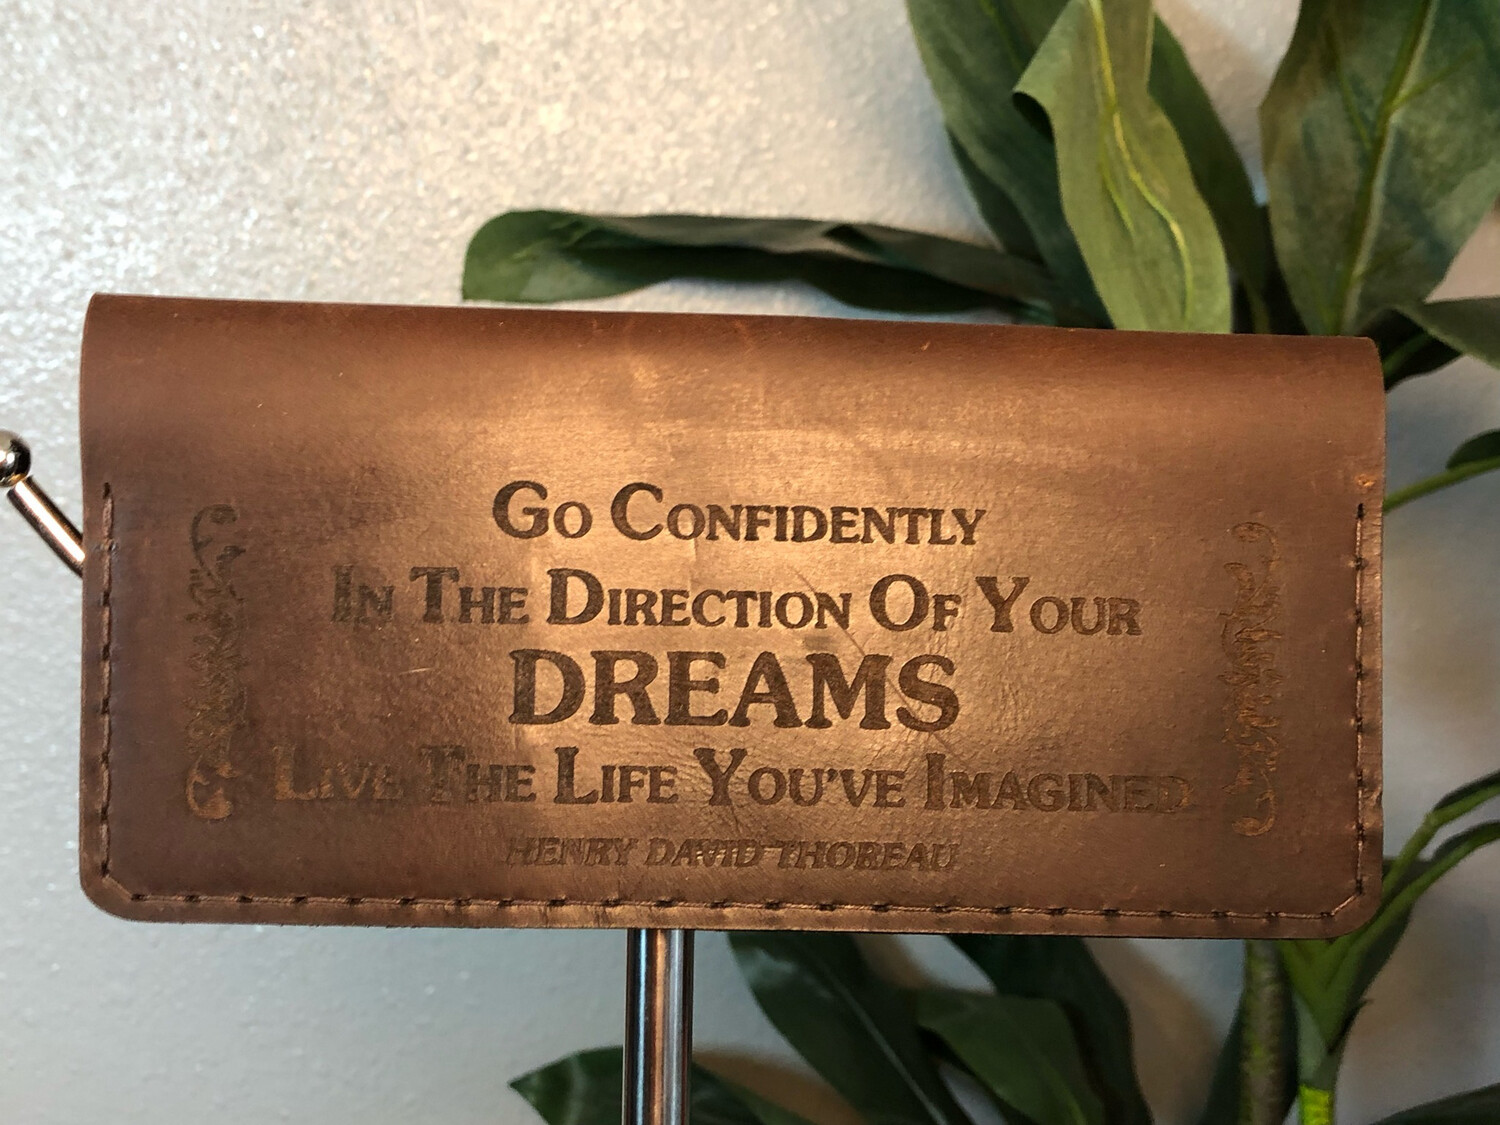 Go Confidently
In The Direction Of Your
DREAMS
Live The Life You've Imagined
HENRY DAVID THOREAU